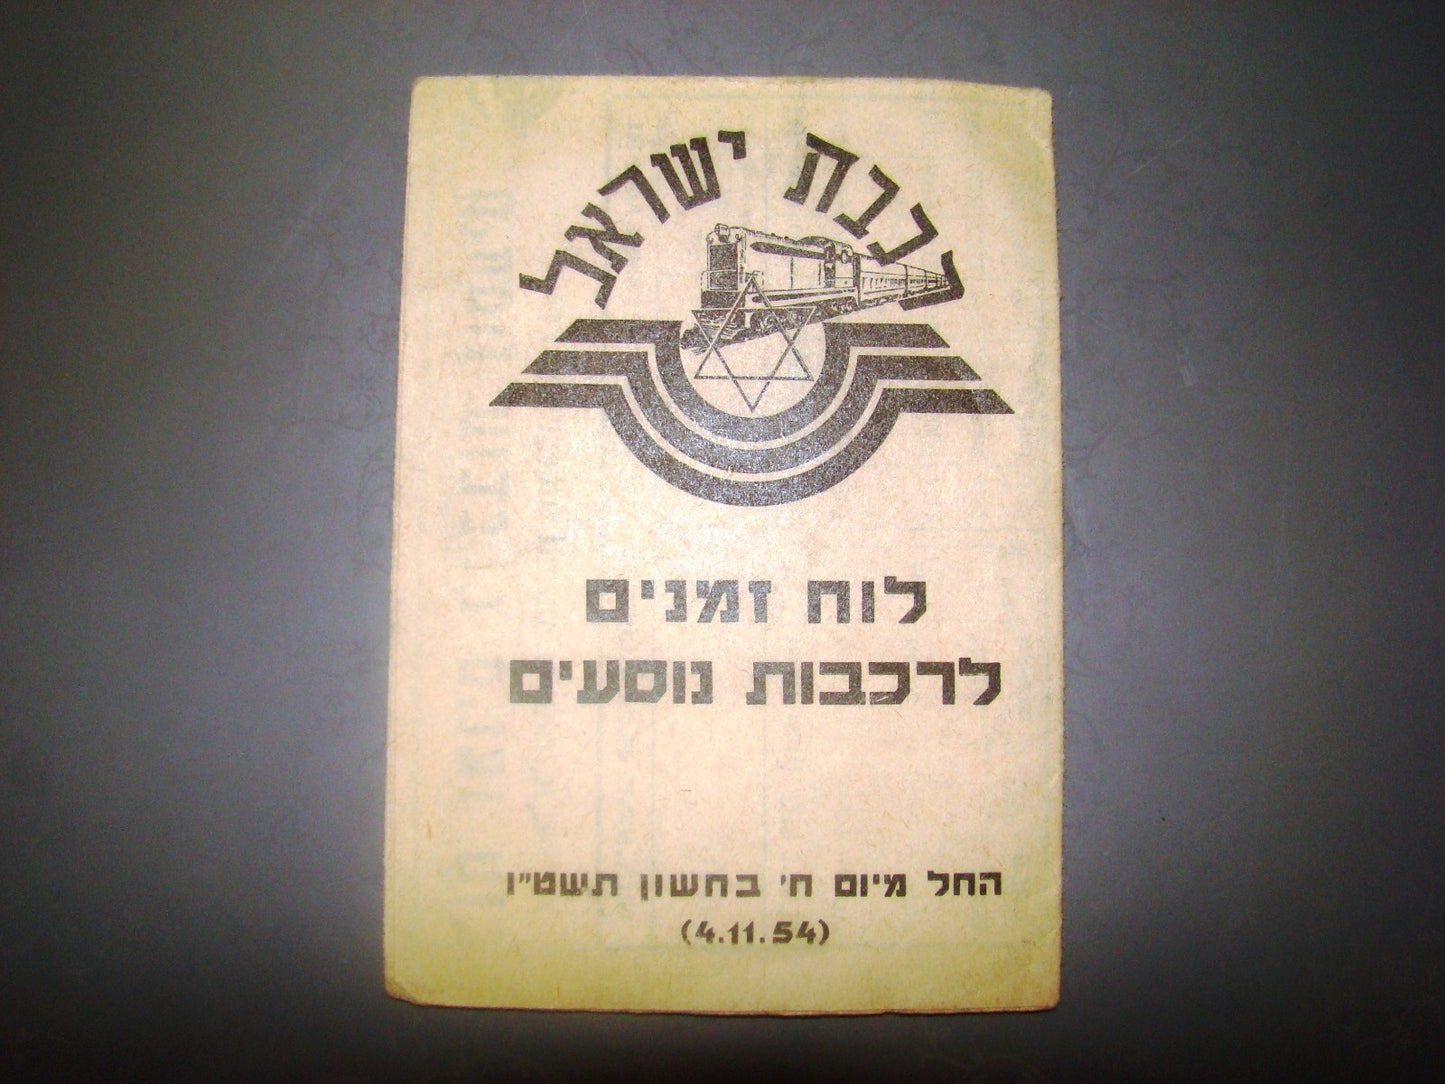 רכבת ישראל
לוח זמנים
לרכבות נוסעים
החל מיום ח' בחשון תשט"ו
(4.11.54)